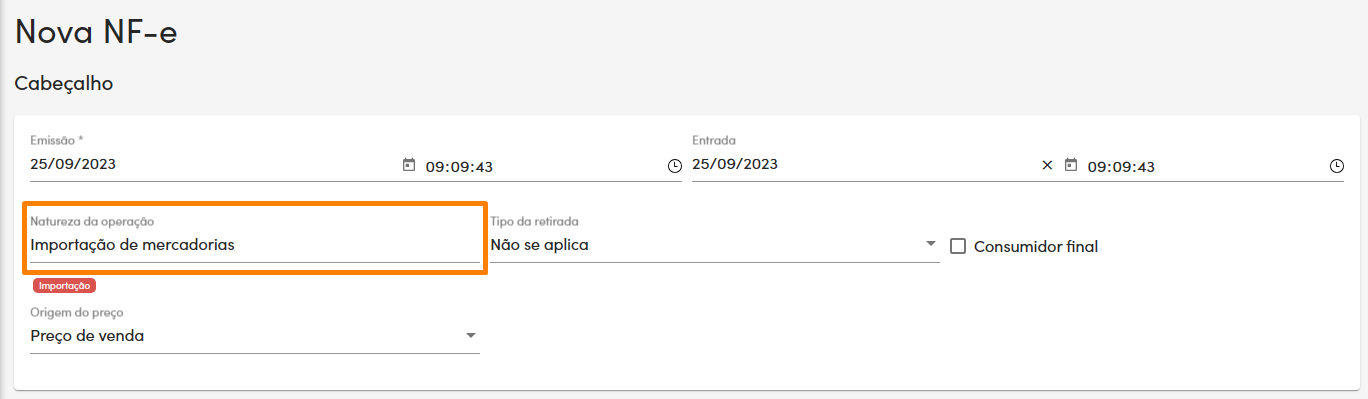 Nova NF-e
Cabeçalho
Emissão *
Entrada
25/09/2023 09:09:43
25/09/2023 09:09:43
Natureza da operação
Tipo da retirada
Importação de mercadorias
Não se aplica
Consumidor final
Importação
Origem do preço
Preço de venda